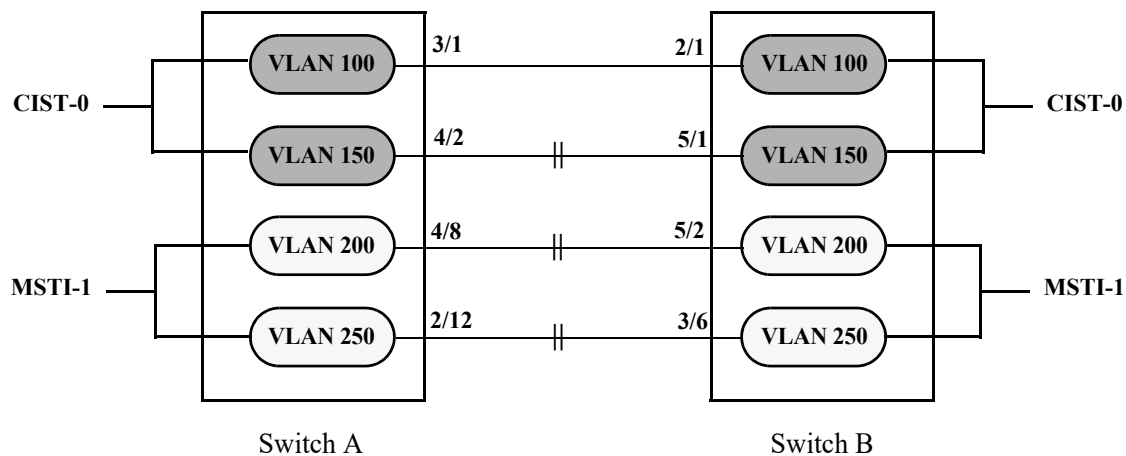 3/1 2/1
VLAN 100 VLAN 100
CIST-0 CIST-0
4/2 5/1
VLAN 150 VLAN 150
4/8 5/2
VLAN 200 VLAN 200
MSTI-1 MSTI-1
2/12 3/6
VLAN 250 VLAN 250
Switch A Switch B